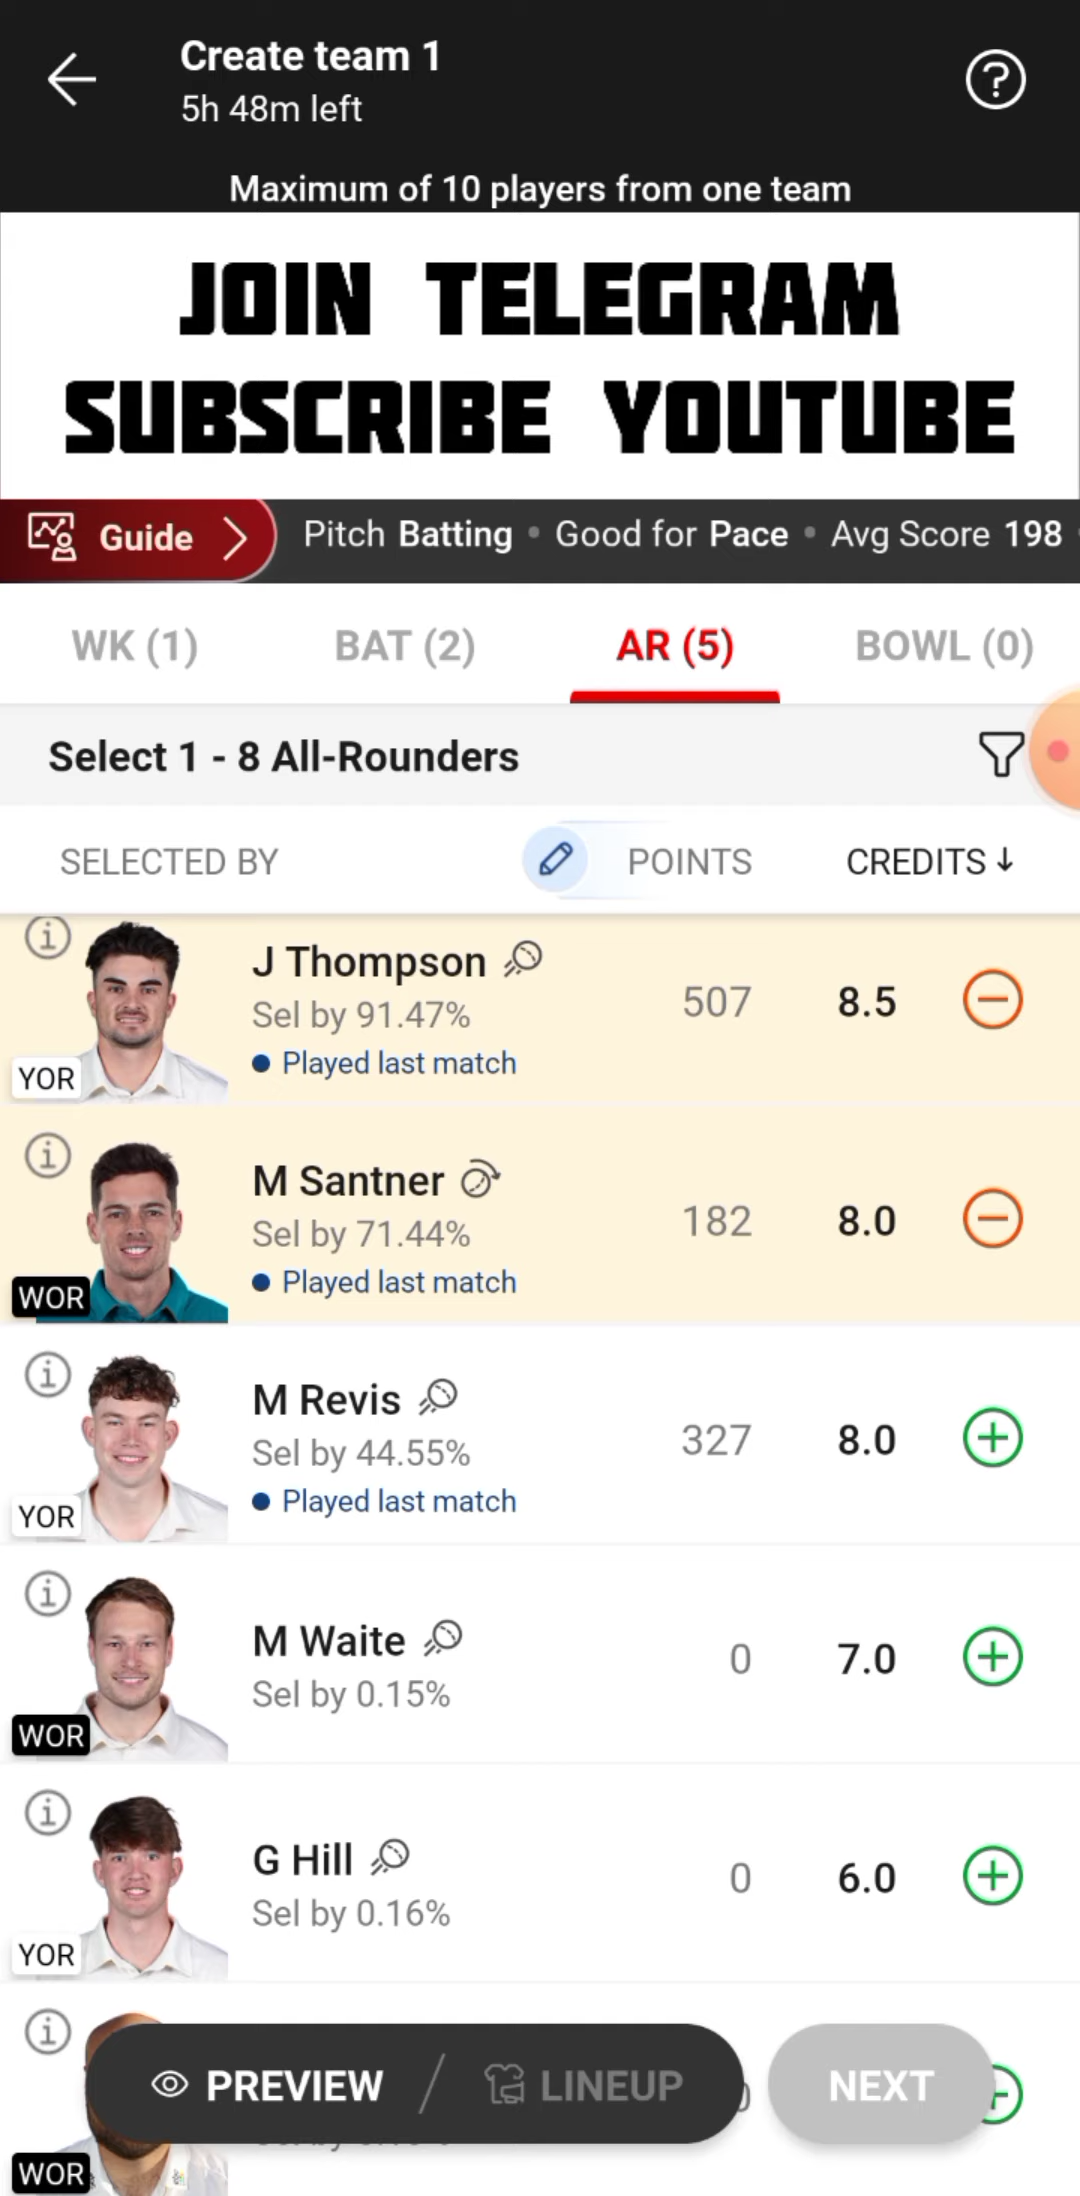 Create team 1
5h 48m left
Maximum of 10 players from one team
JOIN TELEGRAM
SUBSCRIBE YOUTUBE
Guide Pitch Batting • Good for Pace • Avg Score 198
WK (1) BAT (2) AR (5) BOWL (0)
Select 1 - 8 All-Rounders
SELECTED BY POINTS CREDITS ↓
J Thompson
Sel by 91.47% 507 8.5
• Played last match
YOR
M Santner
Sel by 71.44% 182 8.0
• Played last match
WOR
M Revis
Sel by 44.55% 327 8.0
• Played last match
YOR
M Waite
0 7.0
Sel by 0.15%
WOR
G Hill
0 6.0
Sel by 0.16%
YOR
PREVIEW / LINEUP NEXT
WOR